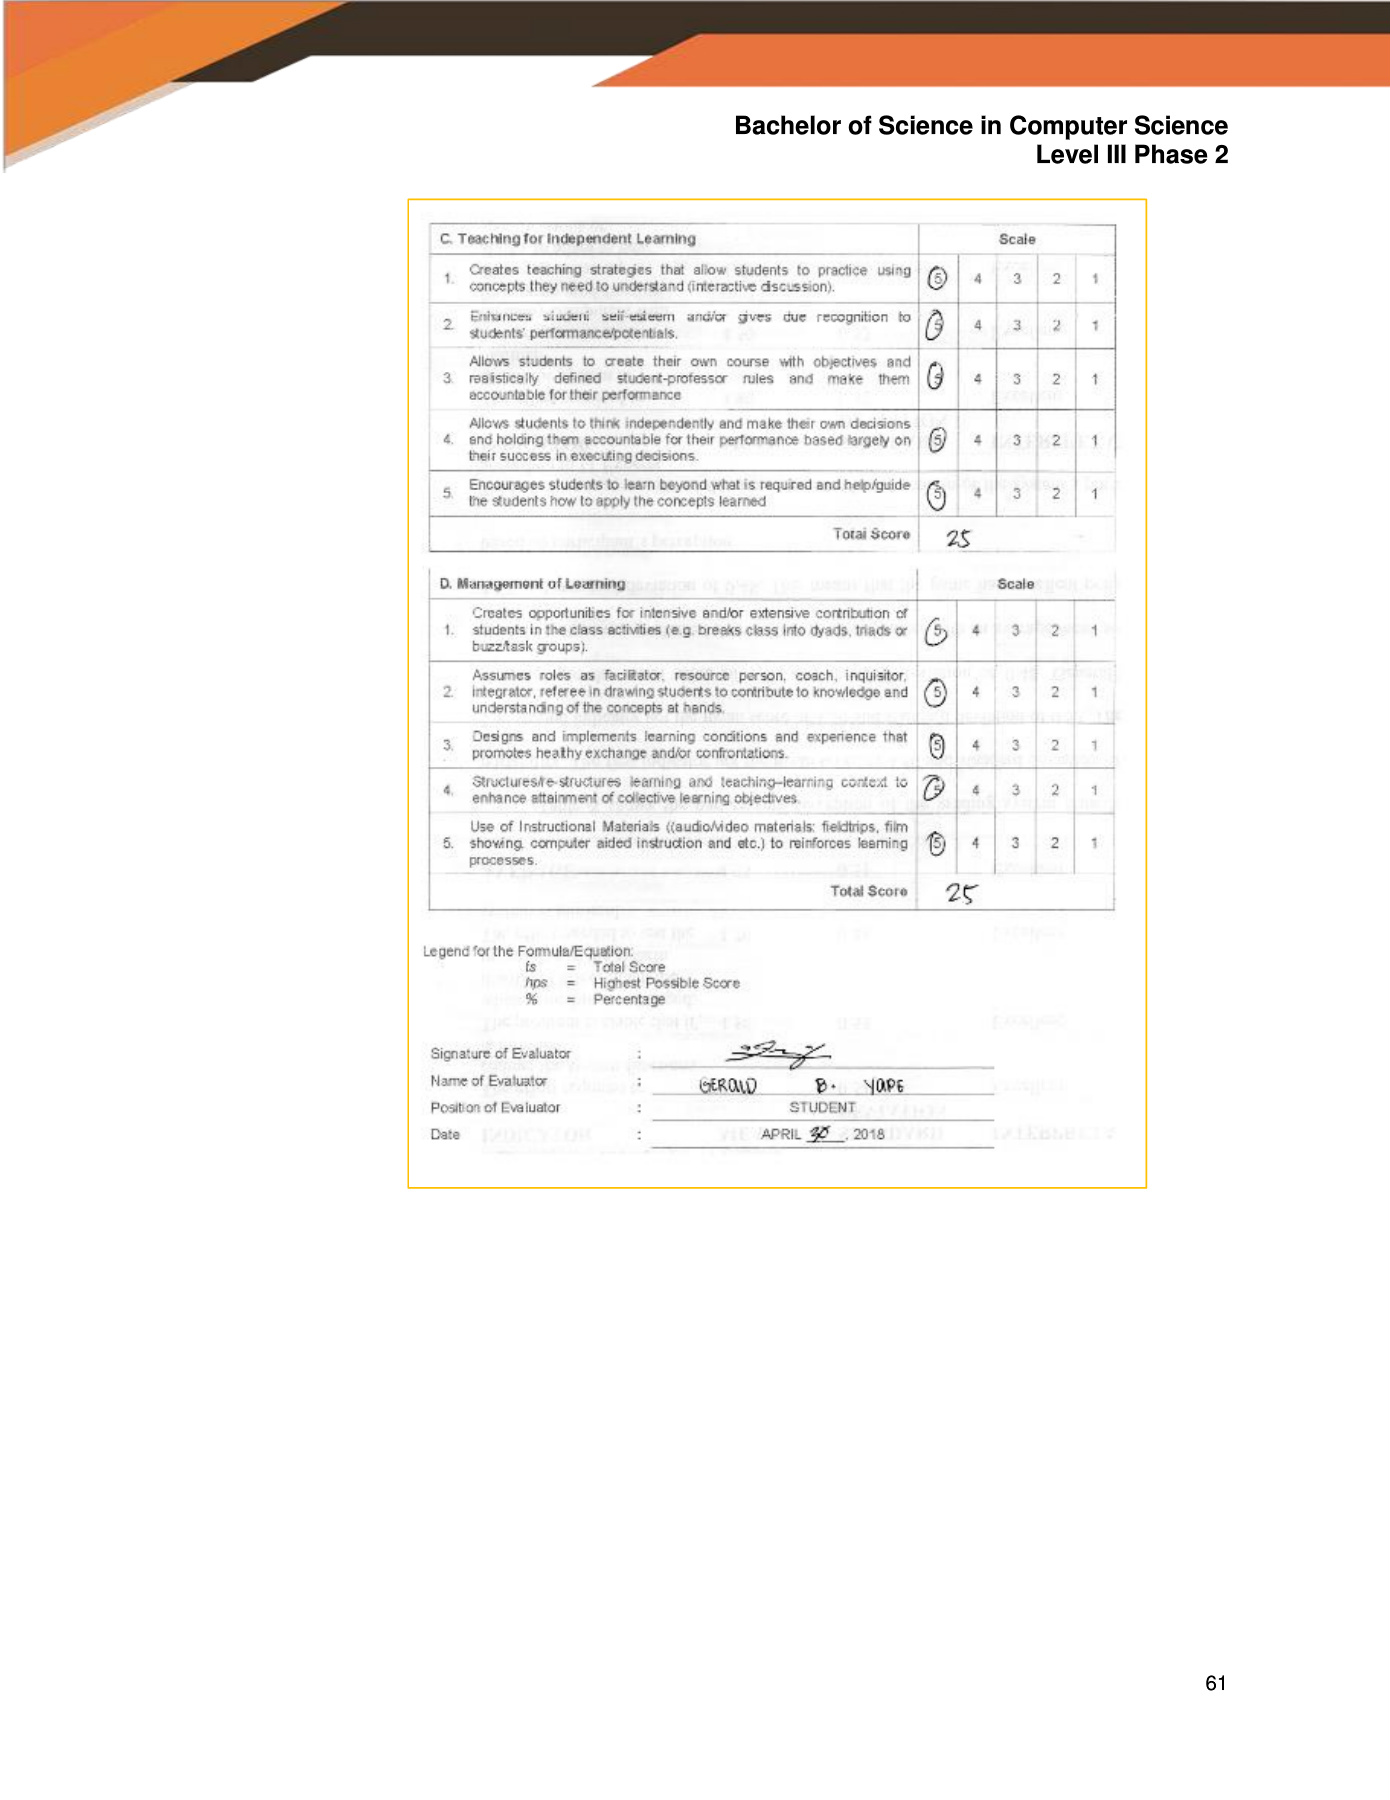 Bachelor of Science in Computer Science
Level III Phase 2
C. Teaching for Independent Learning Scale
1. Creates teaching strategies that allow students to practice using 5 4 3 2 1
concepts they need to understand (interactive discussion).
2. Enhances student self-esteem and/or gives due recognition to 5 4 3 2 1
students' performance/potentials.
Allows students to create their own course with objectives and
3. realistically defined student-professor rules and make them 5 4 3 2 1
accountable for their performance
Allows students to think independently and make their own decisions
4. and holding them accountable for their performance based largely on 5 4 3 2 1
their success in executing decisions.
5. Encourages students to learn beyond what is required and help/guide 5 4 3 2 1
the students how to apply the concepts learned
Total Score 25
D. Management of Learning Scale
Creates opportunities for intensive and/or extensive contribution of
1. students in the class activities (e.g. breaks class into dyads, triads or 5 4 3 2 1
buzz/task groups).
Assumes roles as facilitator, resource person, coach, inquisitor,
2. integrator, referee in drawing students to contribute to knowledge and 5 4 3 2 1
understanding of the concepts at hands.
3. Designs and implements learning conditions and experience that 5 4 3 2 1
promotes healthy exchange and/or confrontations.
4. Structures/re-structures learning and teaching-learning context to 5 4 3 2 1
enhance attainment of collective learning objectives.
Use of Instructional Materials ((audio/video materials: fieldtrips, film
5. showing, computer aided instruction and etc.) to reinforces learning 5 4 3 2 1
processes.
Total Score 25
Legend for the Formula/Equation:
ts = Total Score
hps = Highest Possible Score
% = Percentage
Signature of Evaluator :
Name of Evaluator : GERALD B. YAPE
Position of Evaluator : STUDENT
Date : APRIL 30, 2018
61